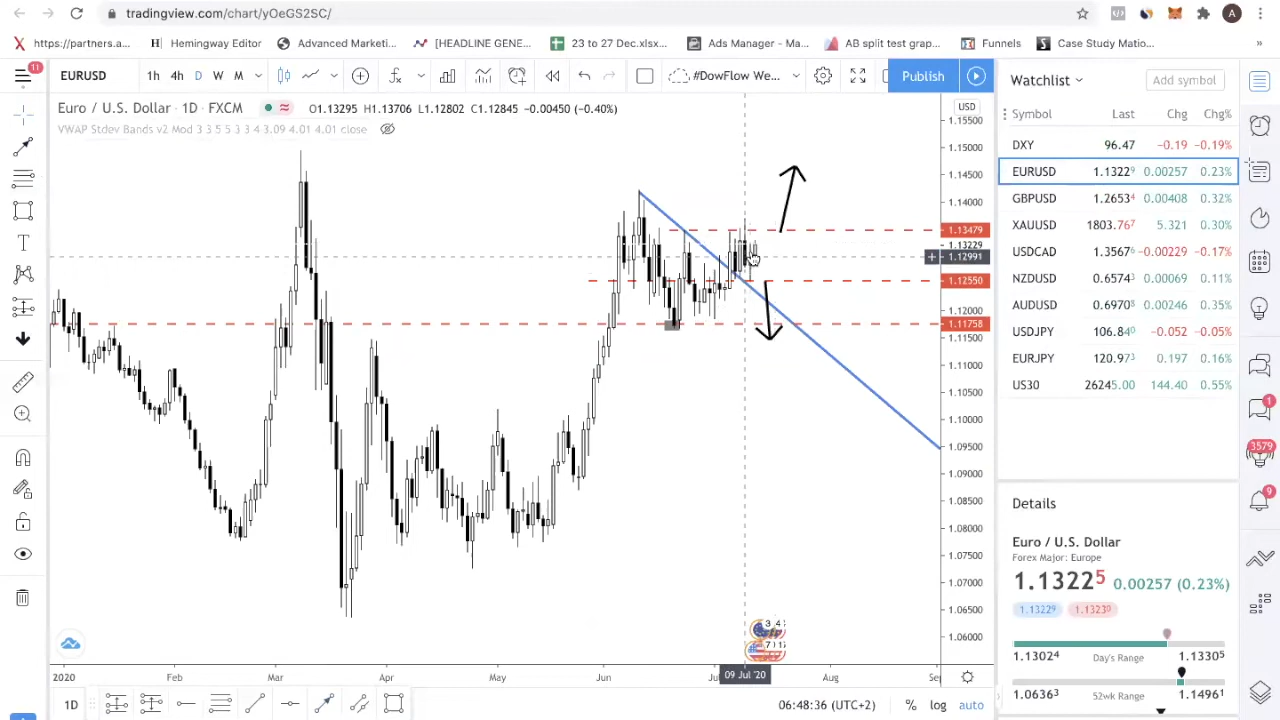 tradingview.com/chart/yOeGS2SC/
A
https://partners.a...
Hemingway Editor
Advanced Marketi...
[HEADLINE GENE...
23 to 27 Dec.xlsx...
Ads Manager - Ma...
AB split test grap...
Funnels
Case Study Matio...
»
11
EURUSD
1h 4h D W M
#DowFlow We...
Publish
Watchlist
Add symbol
Euro / U.S. Dollar · 1D · FXCM
O1.13295 H1.13706 L1.12802 C1.12845 -0.00450 (-0.40%)
VWAP Stdev Bands v2 Mod 3 3 5 5 3 3 4 3.09 4.01 4.01 close
USD
1.15500
1.15000
1.14500
1.14000
1.13479
1.13229
1.12991
1.12550
1.12000
1.11758
1.11500
1.11000
1.10500
1.10000
1.09500
1.09000
1.08500
1.08000
1.07500
1.07000
1.06500
1.06000
Symbol Last Chg Chg%
DXY 96.47 -0.19 -0.19%
EURUSD 1.13229 0.00257 0.23%
GBPUSD 1.26534 0.00408 0.32%
XAUUSD 1803.767 5.321 0.30%
USDCAD 1.35676 -0.00229 -0.17%
NZDUSD 0.65743 0.00069 0.11%
AUDUSD 0.69708 0.00246 0.35%
USDJPY 106.840 -0.052 -0.05%
EURJPY 120.973 0.197 0.16%
US30 26245.00 144.40 0.55%
1
3579
9
Details
Euro / U.S. Dollar
Forex Major: Europe
1.13225 0.00257 (0.23%)
1.13229 1.13230
1.13024 Day's Range 1.13305
1.06363 52wk Range 1.14961
2020 Feb Mar Apr May Jun 09 Jul '20 Aug
1D
06:48:36 (UTC+2)
% log auto